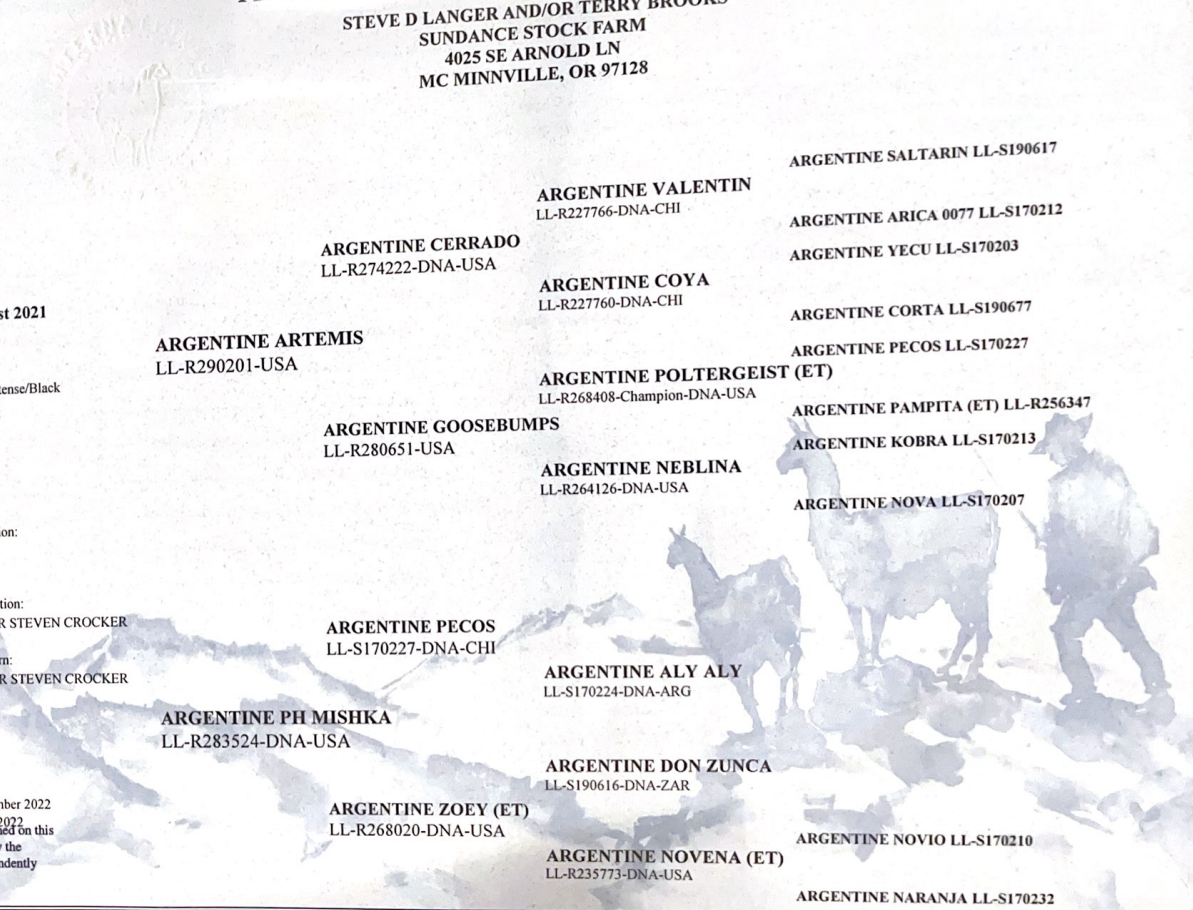 STEVE D LANGER AND/OR TERRY BROOKS
SUNDANCE STOCK FARM
4025 SE ARNOLD LN
MC MINNVILLE, OR 97128
ARGENTINE SALTARIN LL-S190617
ARGENTINE VALENTIN
LL-R227766-DNA-CHI
ARGENTINE ARICA 0077 LL-S170212
ARGENTINE CERRADO
LL-R274222-DNA-USA
ARGENTINE YECU LL-S170203
ARGENTINE COYA
LL-R227760-DNA-CHI
ARGENTINE CORTA LL-S190677
st 2021
ARGENTINE ARTEMIS
LL-R290201-USA
ARGENTINE PECOS LL-S170227
ARGENTINE POLTERGEIST (ET)
LL-R268408-Champion-DNA-USA
tense/Black
ARGENTINE PAMPITA (ET) LL-R256347
ARGENTINE GOOSEBUMPS
LL-R280651-USA
ARGENTINE KOBRA LL-S170213
ARGENTINE NEBLINA
LL-R264126-DNA-USA
ARGENTINE NOVA LL-S170207
on:
tion:
R STEVEN CROCKER
ARGENTINE PECOS
LL-S170227-DNA-CHI
rn:
R STEVEN CROCKER
ARGENTINE ALY ALY
LL-S170224-DNA-ARG
ARGENTINE PH MISHKA
LL-R283524-DNA-USA
ARGENTINE DON ZUNCA
LL-S190616-DNA-ZAR
mber 2022
2022
ied on this
y the
ndently
ARGENTINE ZOEY (ET)
LL-R268020-DNA-USA
ARGENTINE NOVIO LL-S170210
ARGENTINE NOVENA (ET)
LL-R235773-DNA-USA
ARGENTINE NARANJA LL-S170232